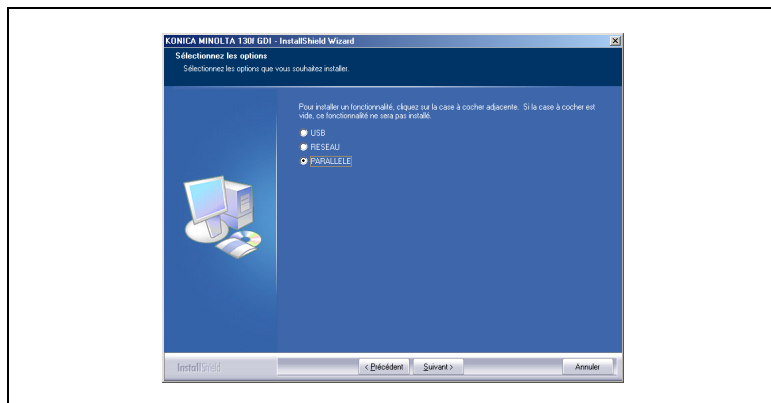 KONICA MINOLTA 130f GDI - InstallShield Wizard
Sélectionnez les options
Sélectionnez les options que vous souhaitez installer.
Pour installer un fonctionnalité, cliquez sur la case à cocher adjacente. Si la case à cocher est
vide, ce fonctionnalité ne sera pas installé.
USB
RESEAU
PARALLELE
InstallShield
< Précédent
Suivant >
Annuler